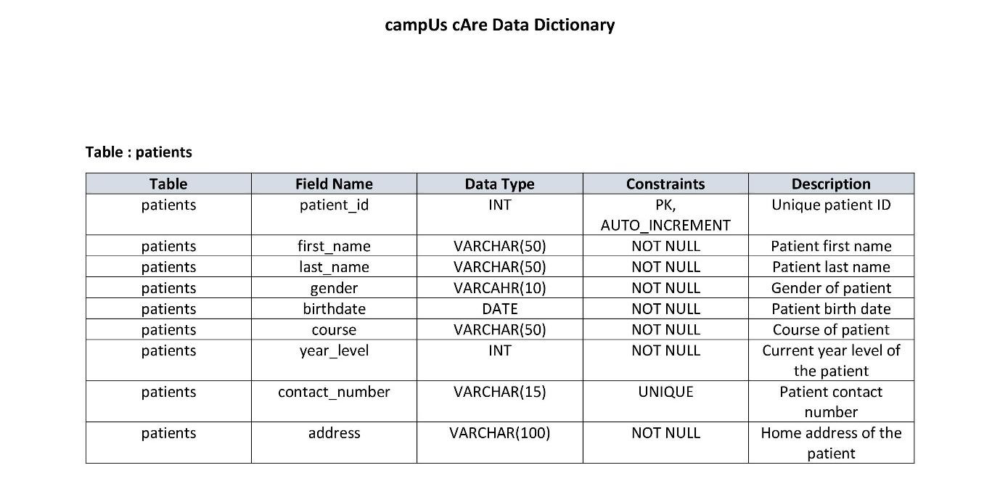 campUs cAre Data Dictionary
Table : patients
Table Field Name Data Type Constraints Description
patients patient_id INT PK, AUTO_INCREMENT Unique patient ID
patients first_name VARCHAR(50) NOT NULL Patient first name
patients last_name VARCHAR(50) NOT NULL Patient last name
patients gender VARCAHR(10) NOT NULL Gender of patient
patients birthdate DATE NOT NULL Patient birth date
patients course VARCHAR(50) NOT NULL Course of patient
patients year_level INT NOT NULL Current year level of the patient
patients contact_number VARCHAR(15) UNIQUE Patient contact number
patients address VARCHAR(100) NOT NULL Home address of the patient